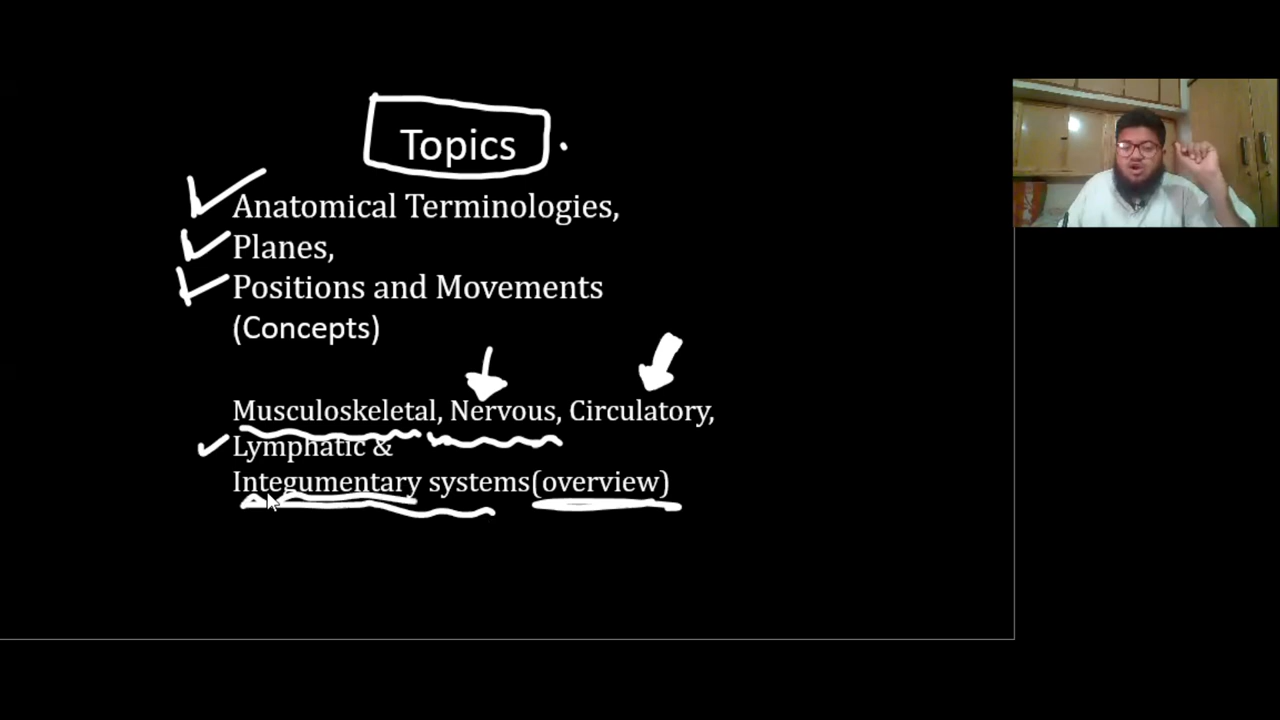 Topics
Anatomical Terminologies,
Planes,
Positions and Movements
(Concepts)
Musculoskeletal, Nervous, Circulatory,
Lymphatic &
Integumentary systems(overview)